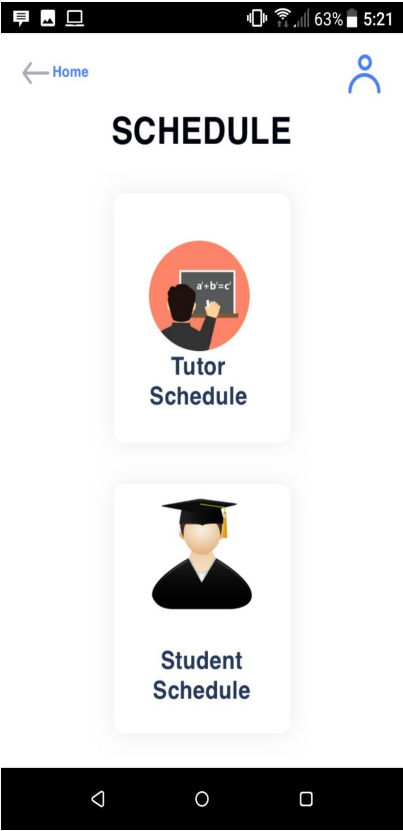 63% 5:21
Home
SCHEDULE
a²+b²=c²
Tutor
Schedule
Student
Schedule